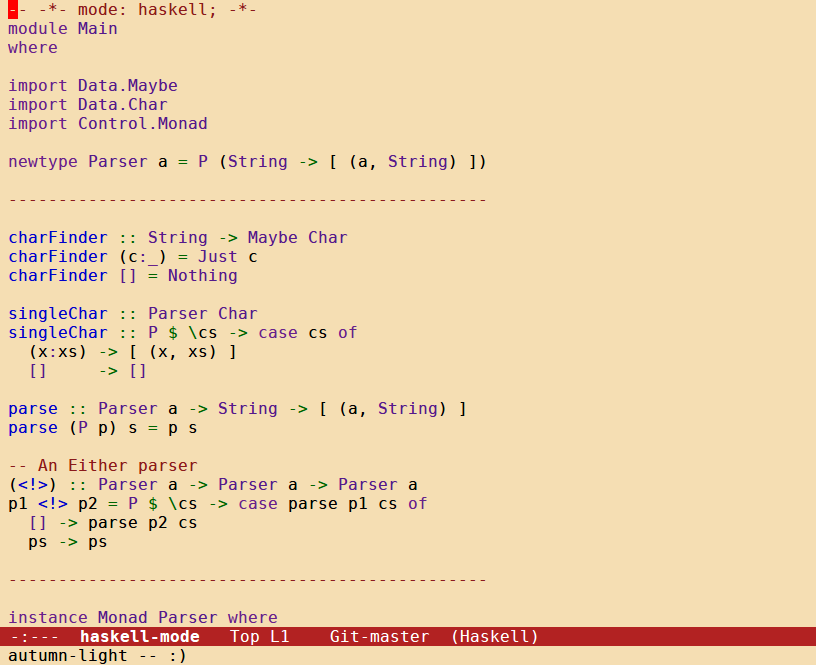 -- -*- mode: haskell; -*-
module Main
where

import Data.Maybe
import Data.Char
import Control.Monad

newtype Parser a = P (String -> [ (a, String) ])

------------------------------------------------

charFinder :: String -> Maybe Char
charFinder (c:_) = Just c
charFinder [] = Nothing

singleChar :: Parser Char
singleChar :: P $ \cs -> case cs of
  (x:xs) -> [ (x, xs) ]
  []     -> []

parse :: Parser a -> String -> [ (a, String) ]
parse (P p) s = p s

-- An Either parser
(<!>) :: Parser a -> Parser a -> Parser a
p1 <!> p2 = P $ \cs -> case parse p1 cs of
  [] -> parse p2 cs
  ps -> ps

------------------------------------------------

instance Monad Parser where
-:---  haskell-mode   Top L1    Git-master  (Haskell)
autumn-light -- :)